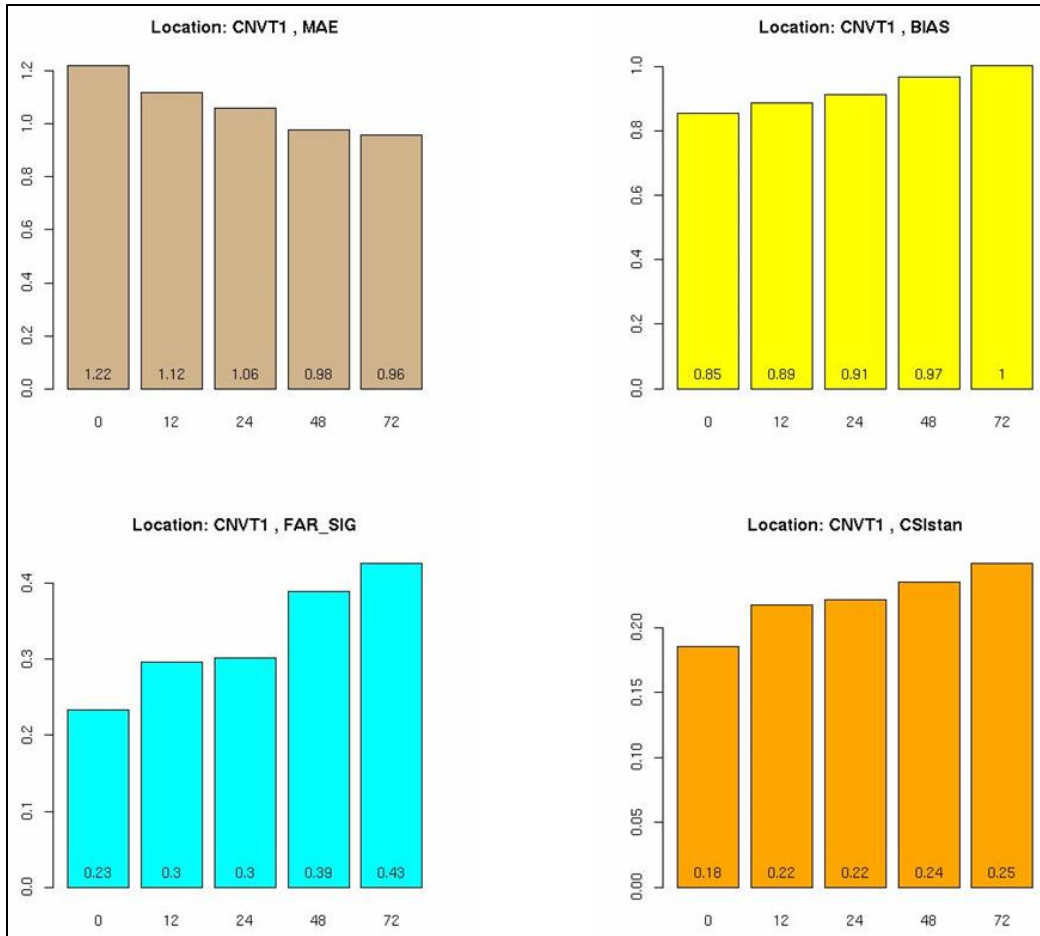 Location: CNVT1 , MAE
1.2
1.0
0.8
0.6
0.4
0.2
0.0
1.22 1.12 1.06 0.98 0.96
0 12 24 48 72
Location: CNVT1 , BIAS
1.0
0.8
0.6
0.4
0.2
0.0
0.85 0.89 0.91 0.97 1
0 12 24 48 72
Location: CNVT1 , FAR_SIG
0.4
0.3
0.2
0.1
0.0
0.23 0.3 0.3 0.39 0.43
0 12 24 48 72
Location: CNVT1 , CSIstan
0.20
0.15
0.10
0.05
0.00
0.18 0.22 0.22 0.24 0.25
0 12 24 48 72